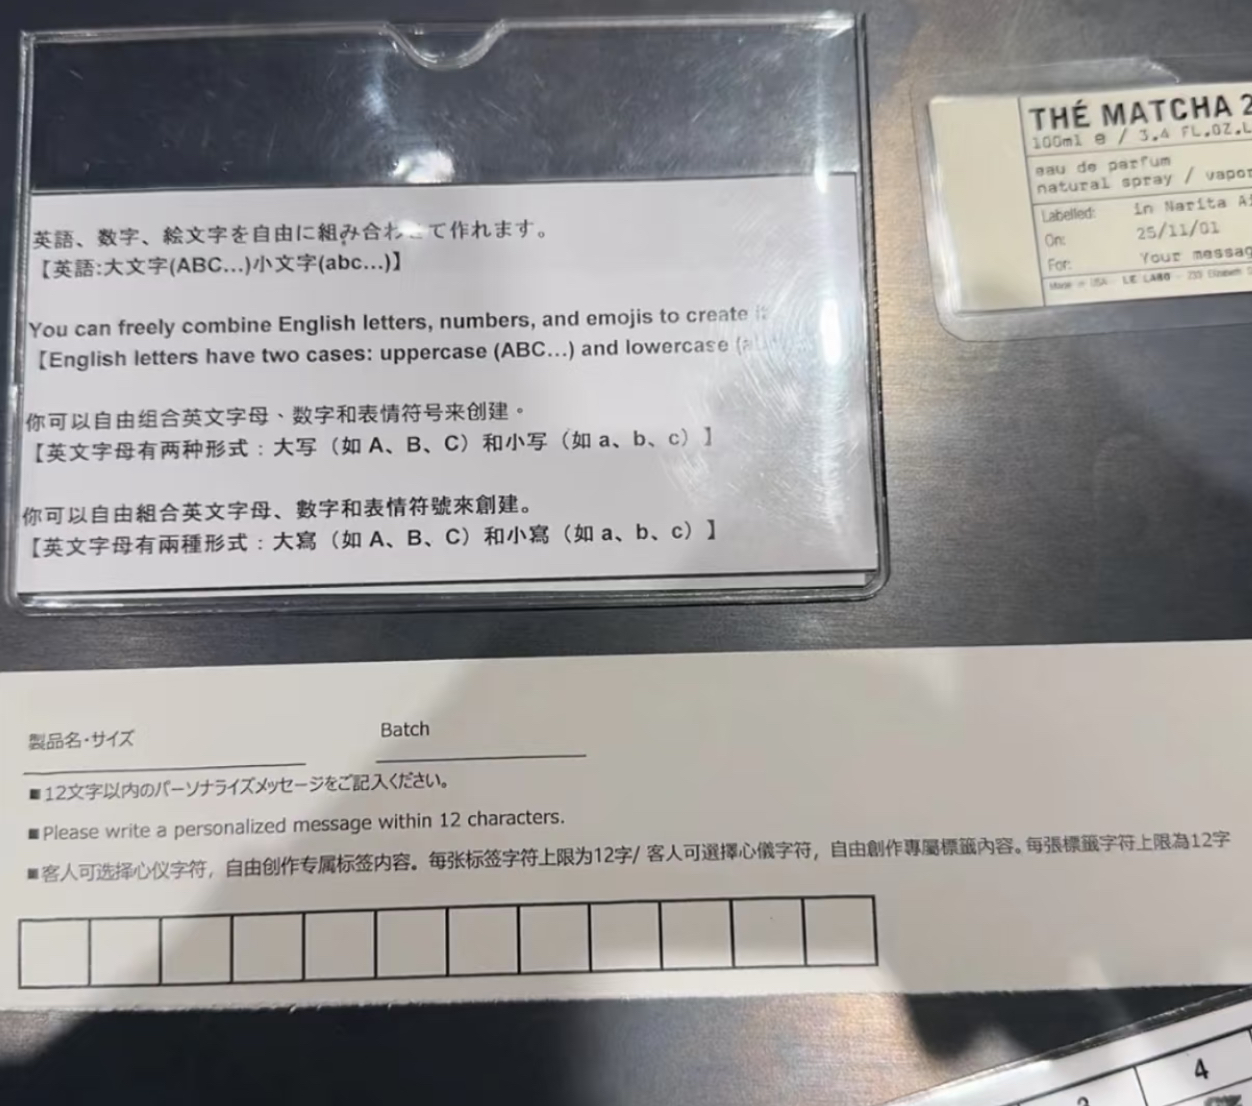 英語、数字、絵文字を自由に組み合わ て作れます。
【英語:大文字(ABC...)小文字(abc...)】
You can freely combine English letters, numbers, and emojis to create
【English letters have two cases: uppercase (ABC...) and lowercase
你可以自由组合英文字母、数字和表情符号来创建。
【英文字母有两种形式：大写（如 A、B、C）和小写（如 a、b、c）】
你可以自由組合英文字母、數字和表情符號來創建。
【英文字母有兩種形式：大寫（如 A、B、C）和小寫（如 a、b、c）】
THÉ MATCHA 2
100ml e / 3.4 FL.OZ.L
eau de parfum
natural spray / vapor
Labelled: in Narita Ai
On: 25/11/01
For: Your messag
Made in USA - LE LABO - 233 Elizabeth S
製品名・サイズ Batch
■12文字以内のパーソナライズメッセージをご記入ください。
■Please write a personalized message within 12 characters.
■客人可选择心仪字符，自由创作专属标签内容。每张标签字符上限为12字/ 客人可選擇心儀字符，自由創作專屬標籤內容。每張標籤字符上限為12字
3 4